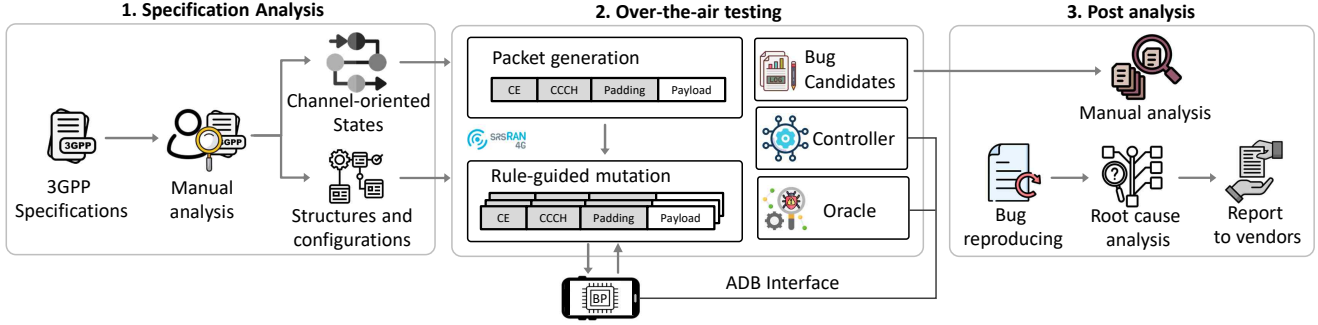 1. Specification Analysis
3GPP
3GPP
Specifications
3GPP
Manual
analysis
Channel-oriented
States
Structures and
configurations
2. Over-the-air testing
Packet generation
CE CCCH Padding Payload
srsRAN
4G
Rule-guided mutation
CE CCCH Padding Payload
LOG
Bug
Candidates
Controller
Oracle
BP
ADB Interface
3. Post analysis
Manual analysis
Bug
reproducing
Root cause
analysis
Report
to vendors